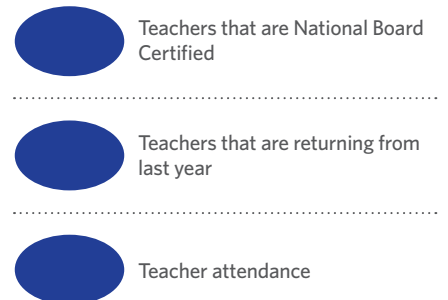 Teachers that are National Board
Certified
Teachers that are returning from
last year
Teacher attendance